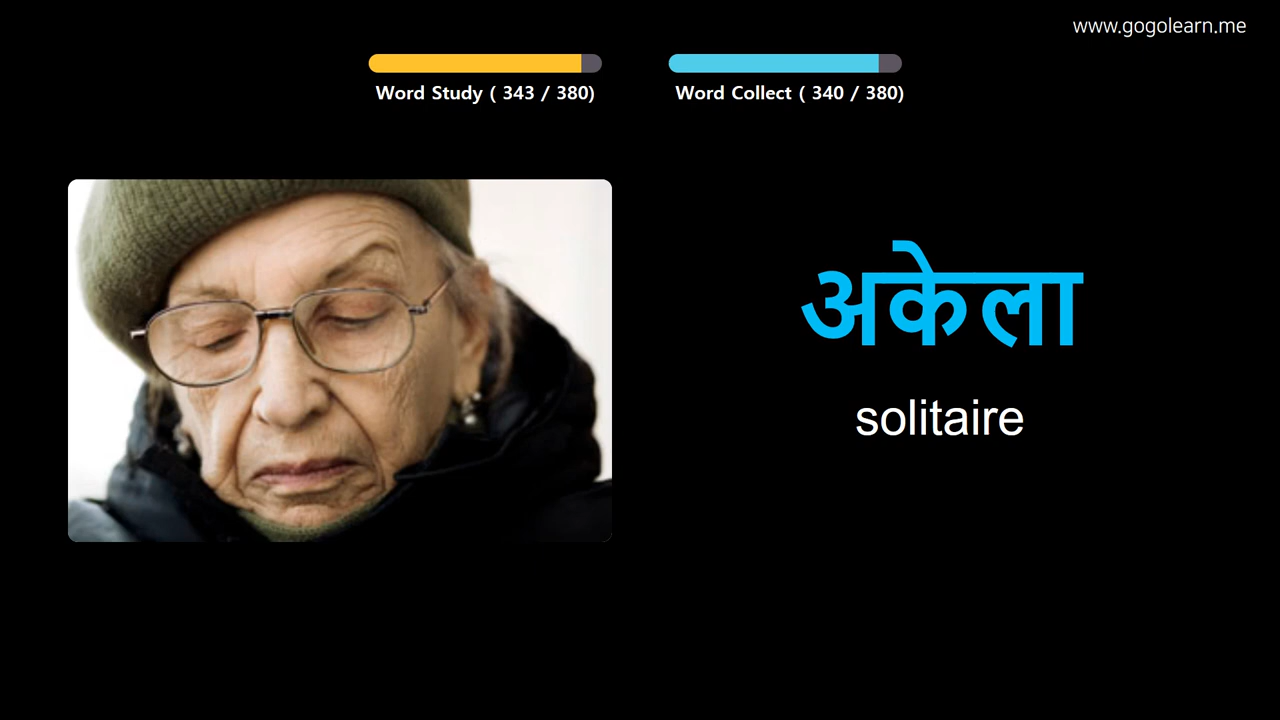 www.gogolearn.me
Word Study ( 343 / 380)
Word Collect ( 340 / 380)
अकेला
solitaire